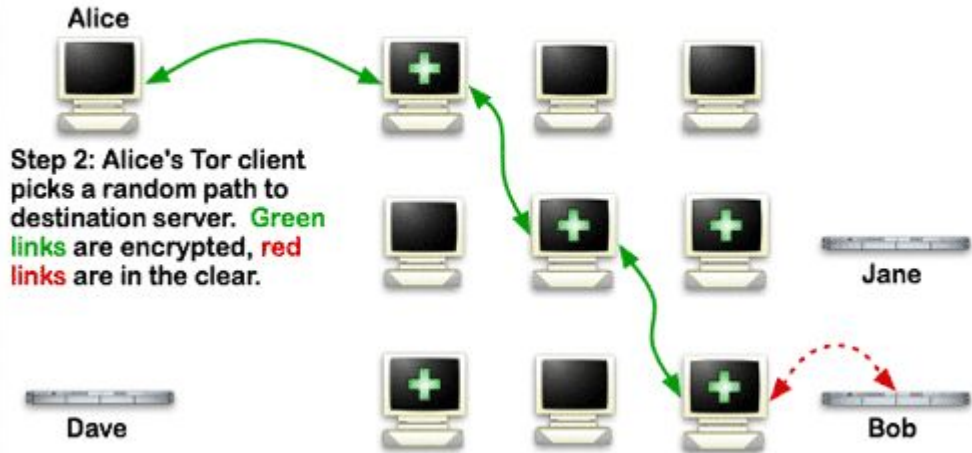 Alice
Step 2: Alice's Tor client
picks a random path to
destination server. Green
links are encrypted, red
links are in the clear.
Jane
Dave
Bob